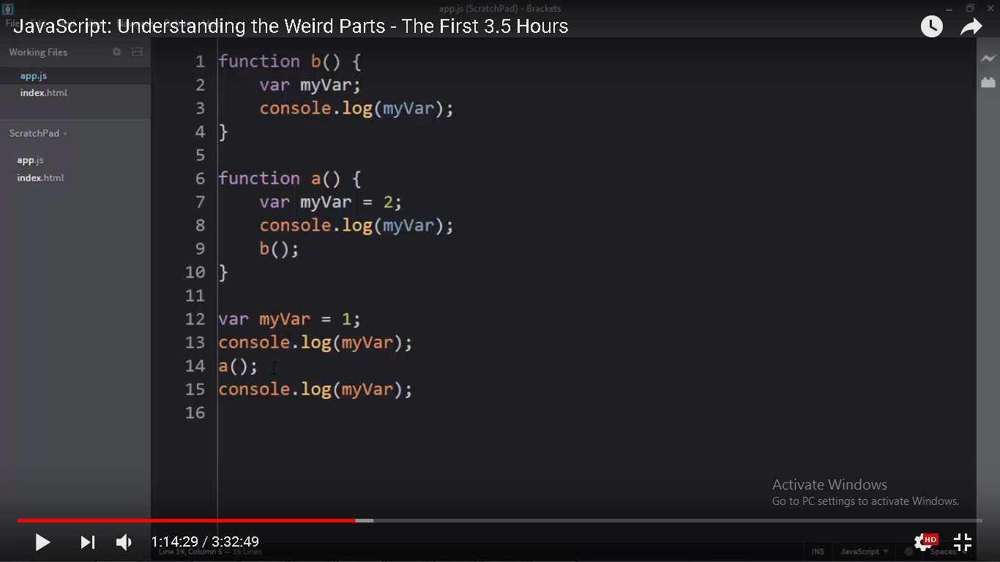 app.js (ScratchPad) - Brackets
JavaScript: Understanding the Weird Parts - The First 3.5 Hours
Working Files
app.js
index.html
ScratchPad
app.js
index.html
1 function b() {
2     var myVar;
3     console.log(myVar);
4 }
5
6 function a() {
7     var myVar = 2;
8     console.log(myVar);
9     b();
10 }
11
12 var myVar = 1;
13 console.log(myVar);
14 a();
15 console.log(myVar);
16
Activate Windows
Go to PC settings to activate Windows.
1:14:29 / 3:32:49
HD
Line 14, Column 5 — 16 Lines
INS JavaScript Spaces: